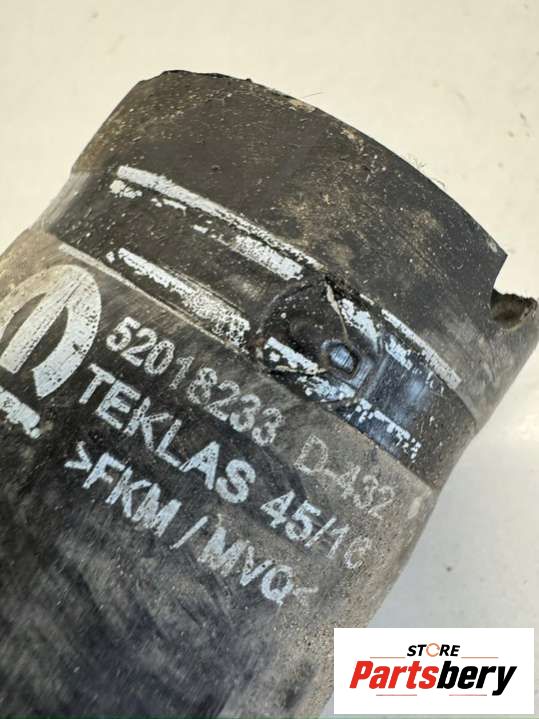 52018233 D-432
TEKLAS 45/16
>FKM / MVQ<
STORE
Partsbery